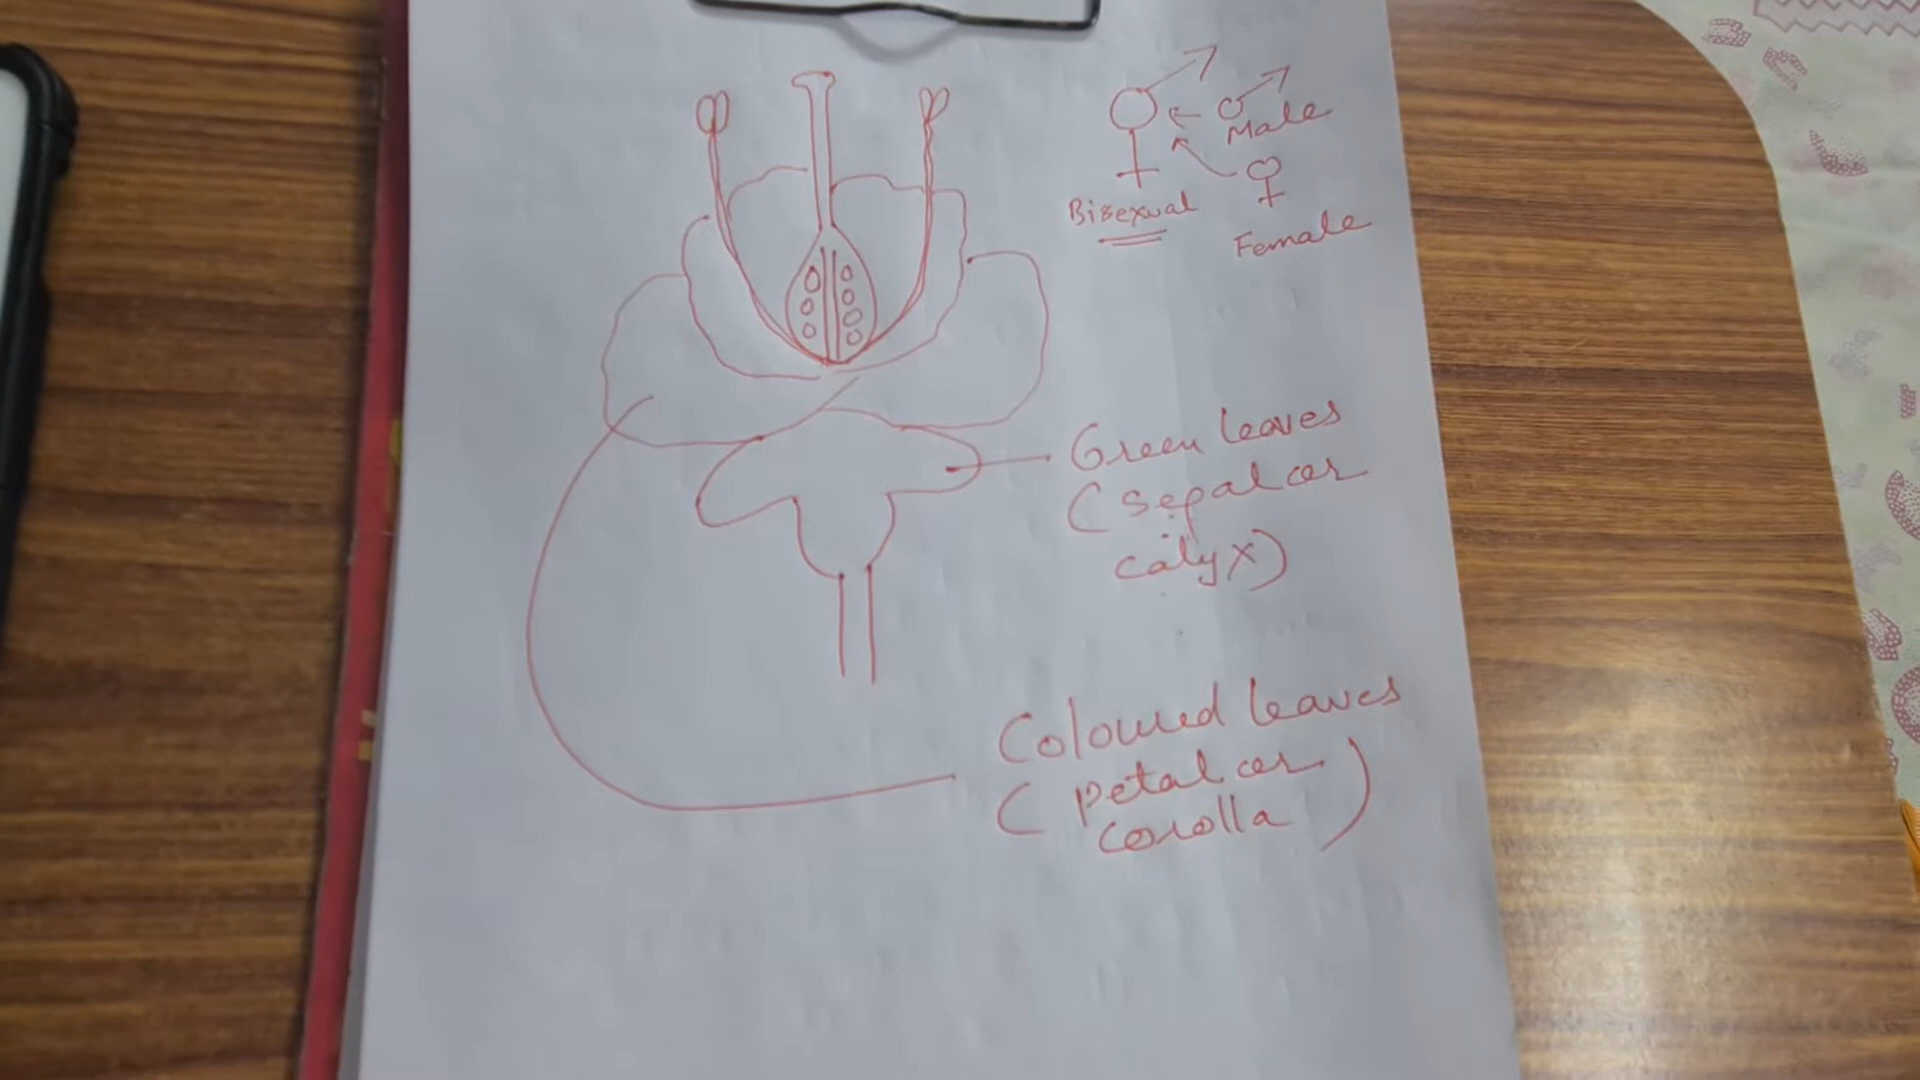 Male
Bisexual
Female
Green leaves
(Sepal or
calyx)
Coloured leaves
(Petal or
corolla)